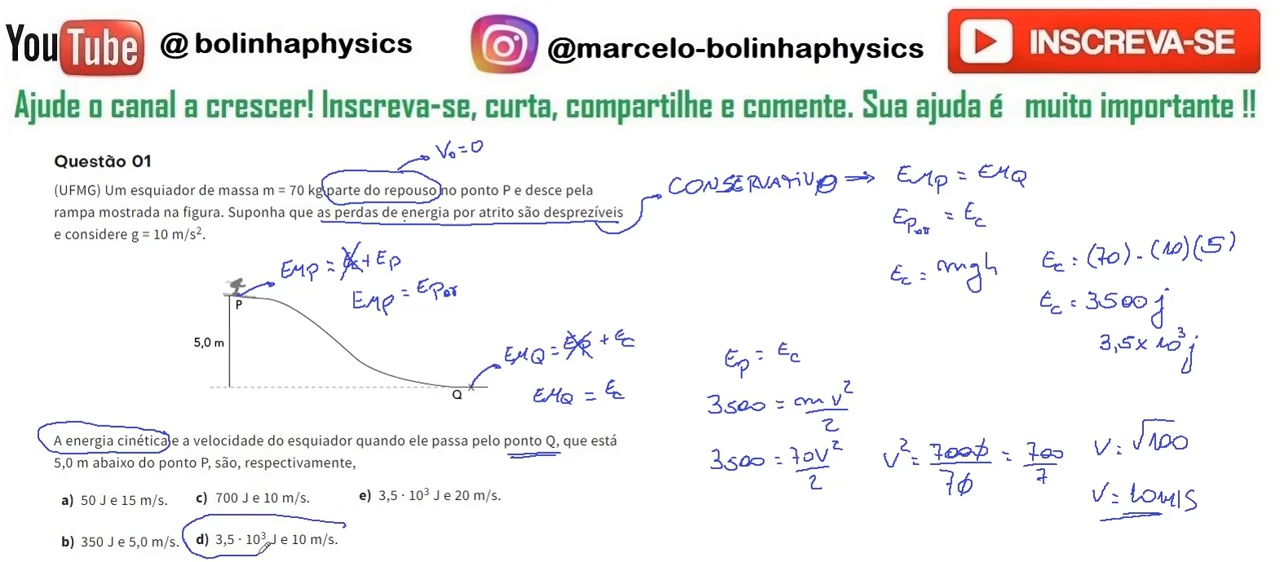 YouTube @ bolinhaphysics @marcelo-bolinhaphysics INSCREVA-SE
Ajude o canal a crescer! Inscreva-se, curta, compartilhe e comente. Sua ajuda é muito importante !!
Questão 01
V₀=0
(UFMG) Um esquiador de massa m = 70 kg parte do repouso no ponto P e desce pela
rampa mostrada na figura. Suponha que as perdas de energia por atrito são desprezíveis
e considere g = 10 m/s².
CONSERVATIVO ⇒ EMP = EMQ
EPot = Ec
Ec = mgh
Ec = (70) · (10)(5)
Ec = 3500 j
3,5 x 10³ j
EMP = Ec + EP
EMP = EPot
P
5,0 m
Q
EMQ = EP + Ec
EMQ = Ec
Ep = Ec
3500 = mv²/2
3500 = 70v²/2
V² = 7000/70 = 700/7
V = √100
V = 10m/s
A energia cinética e a velocidade do esquiador quando ele passa pelo ponto Q, que está
5,0 m abaixo do ponto P, são, respectivamente,
a) 50 J e 15 m/s. c) 700 J e 10 m/s. e) 3,5 · 10³ J e 20 m/s.
b) 350 J e 5,0 m/s. d) 3,5 · 10³ J e 10 m/s.